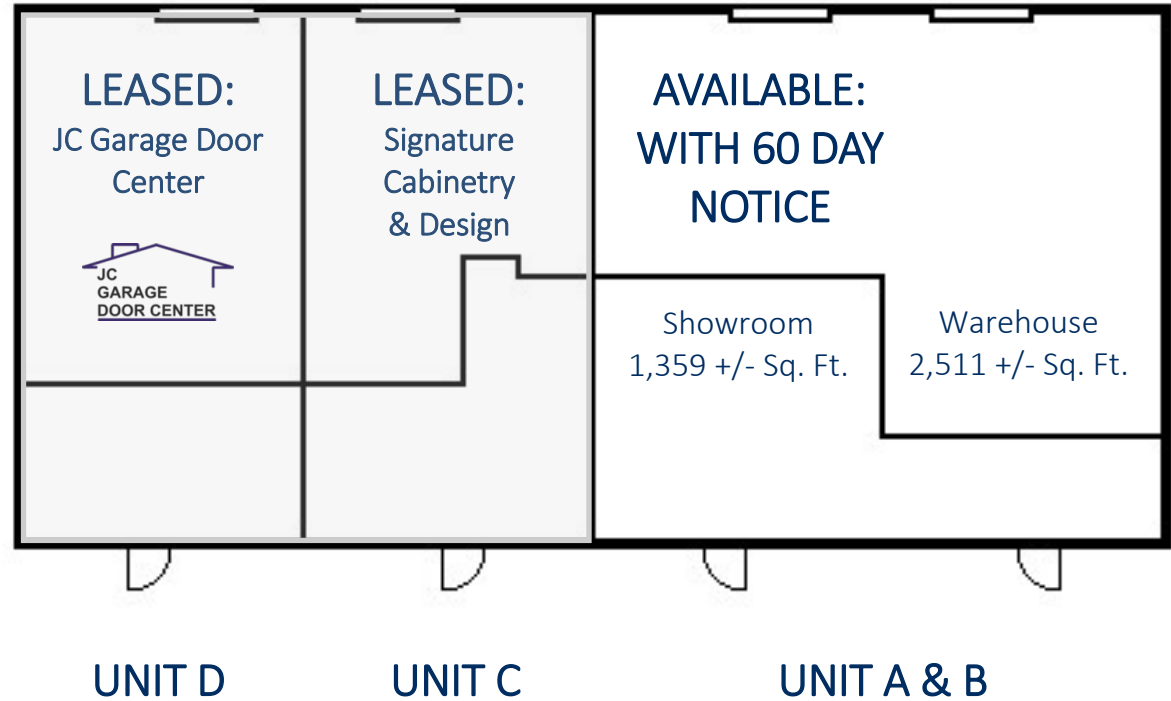 LEASED:
JC Garage Door
Center
JC
GARAGE
DOOR CENTER
LEASED:
Signature
Cabinetry
& Design
AVAILABLE:
WITH 60 DAY
NOTICE
Showroom
1,359 +/- Sq. Ft.
Warehouse
2,511 +/- Sq. Ft.
UNIT D
UNIT C
UNIT A & B